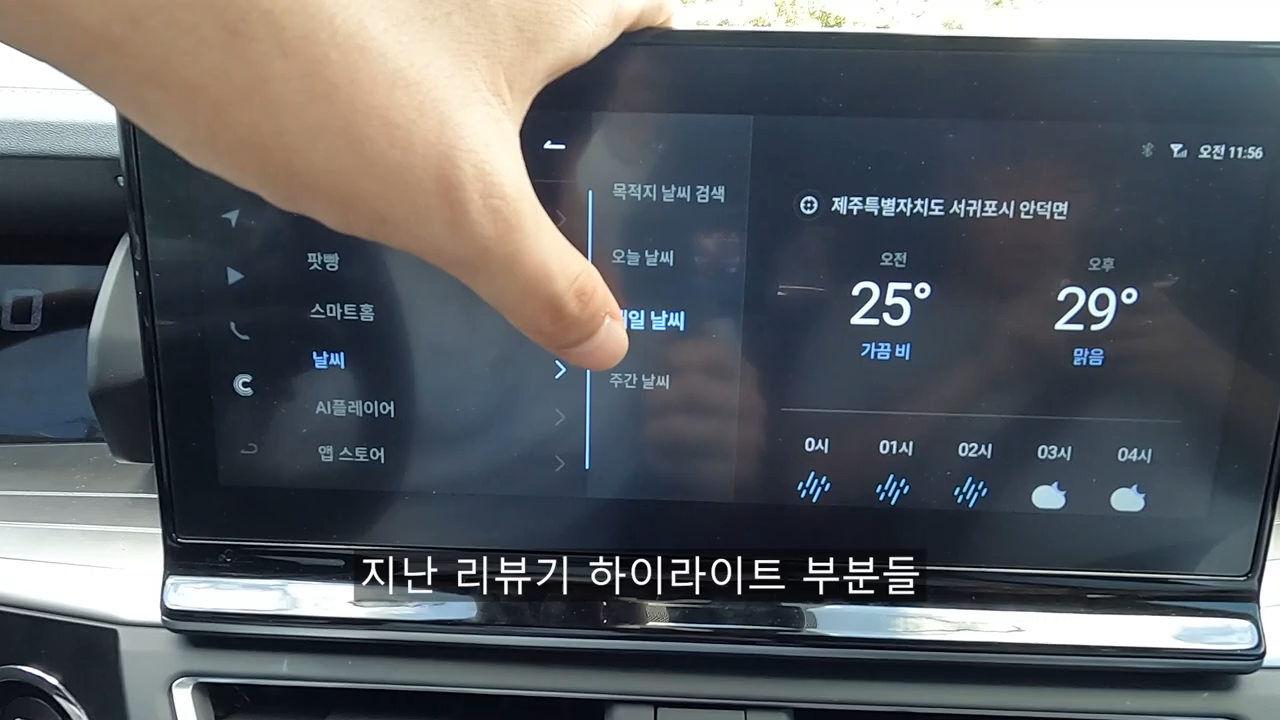 오전 11:56
목적지 날씨 검색
제주특별자치도 서귀포시 안덕면
팟빵
오늘 날씨
오전
오후
스마트홈
날씨
25°
29°
날씨
주간 날씨
가끔 비
맑음
AI플레이어
앱 스토어
0시 01시 02시 03시 04시
지난 리뷰기 하이라이트 부분들